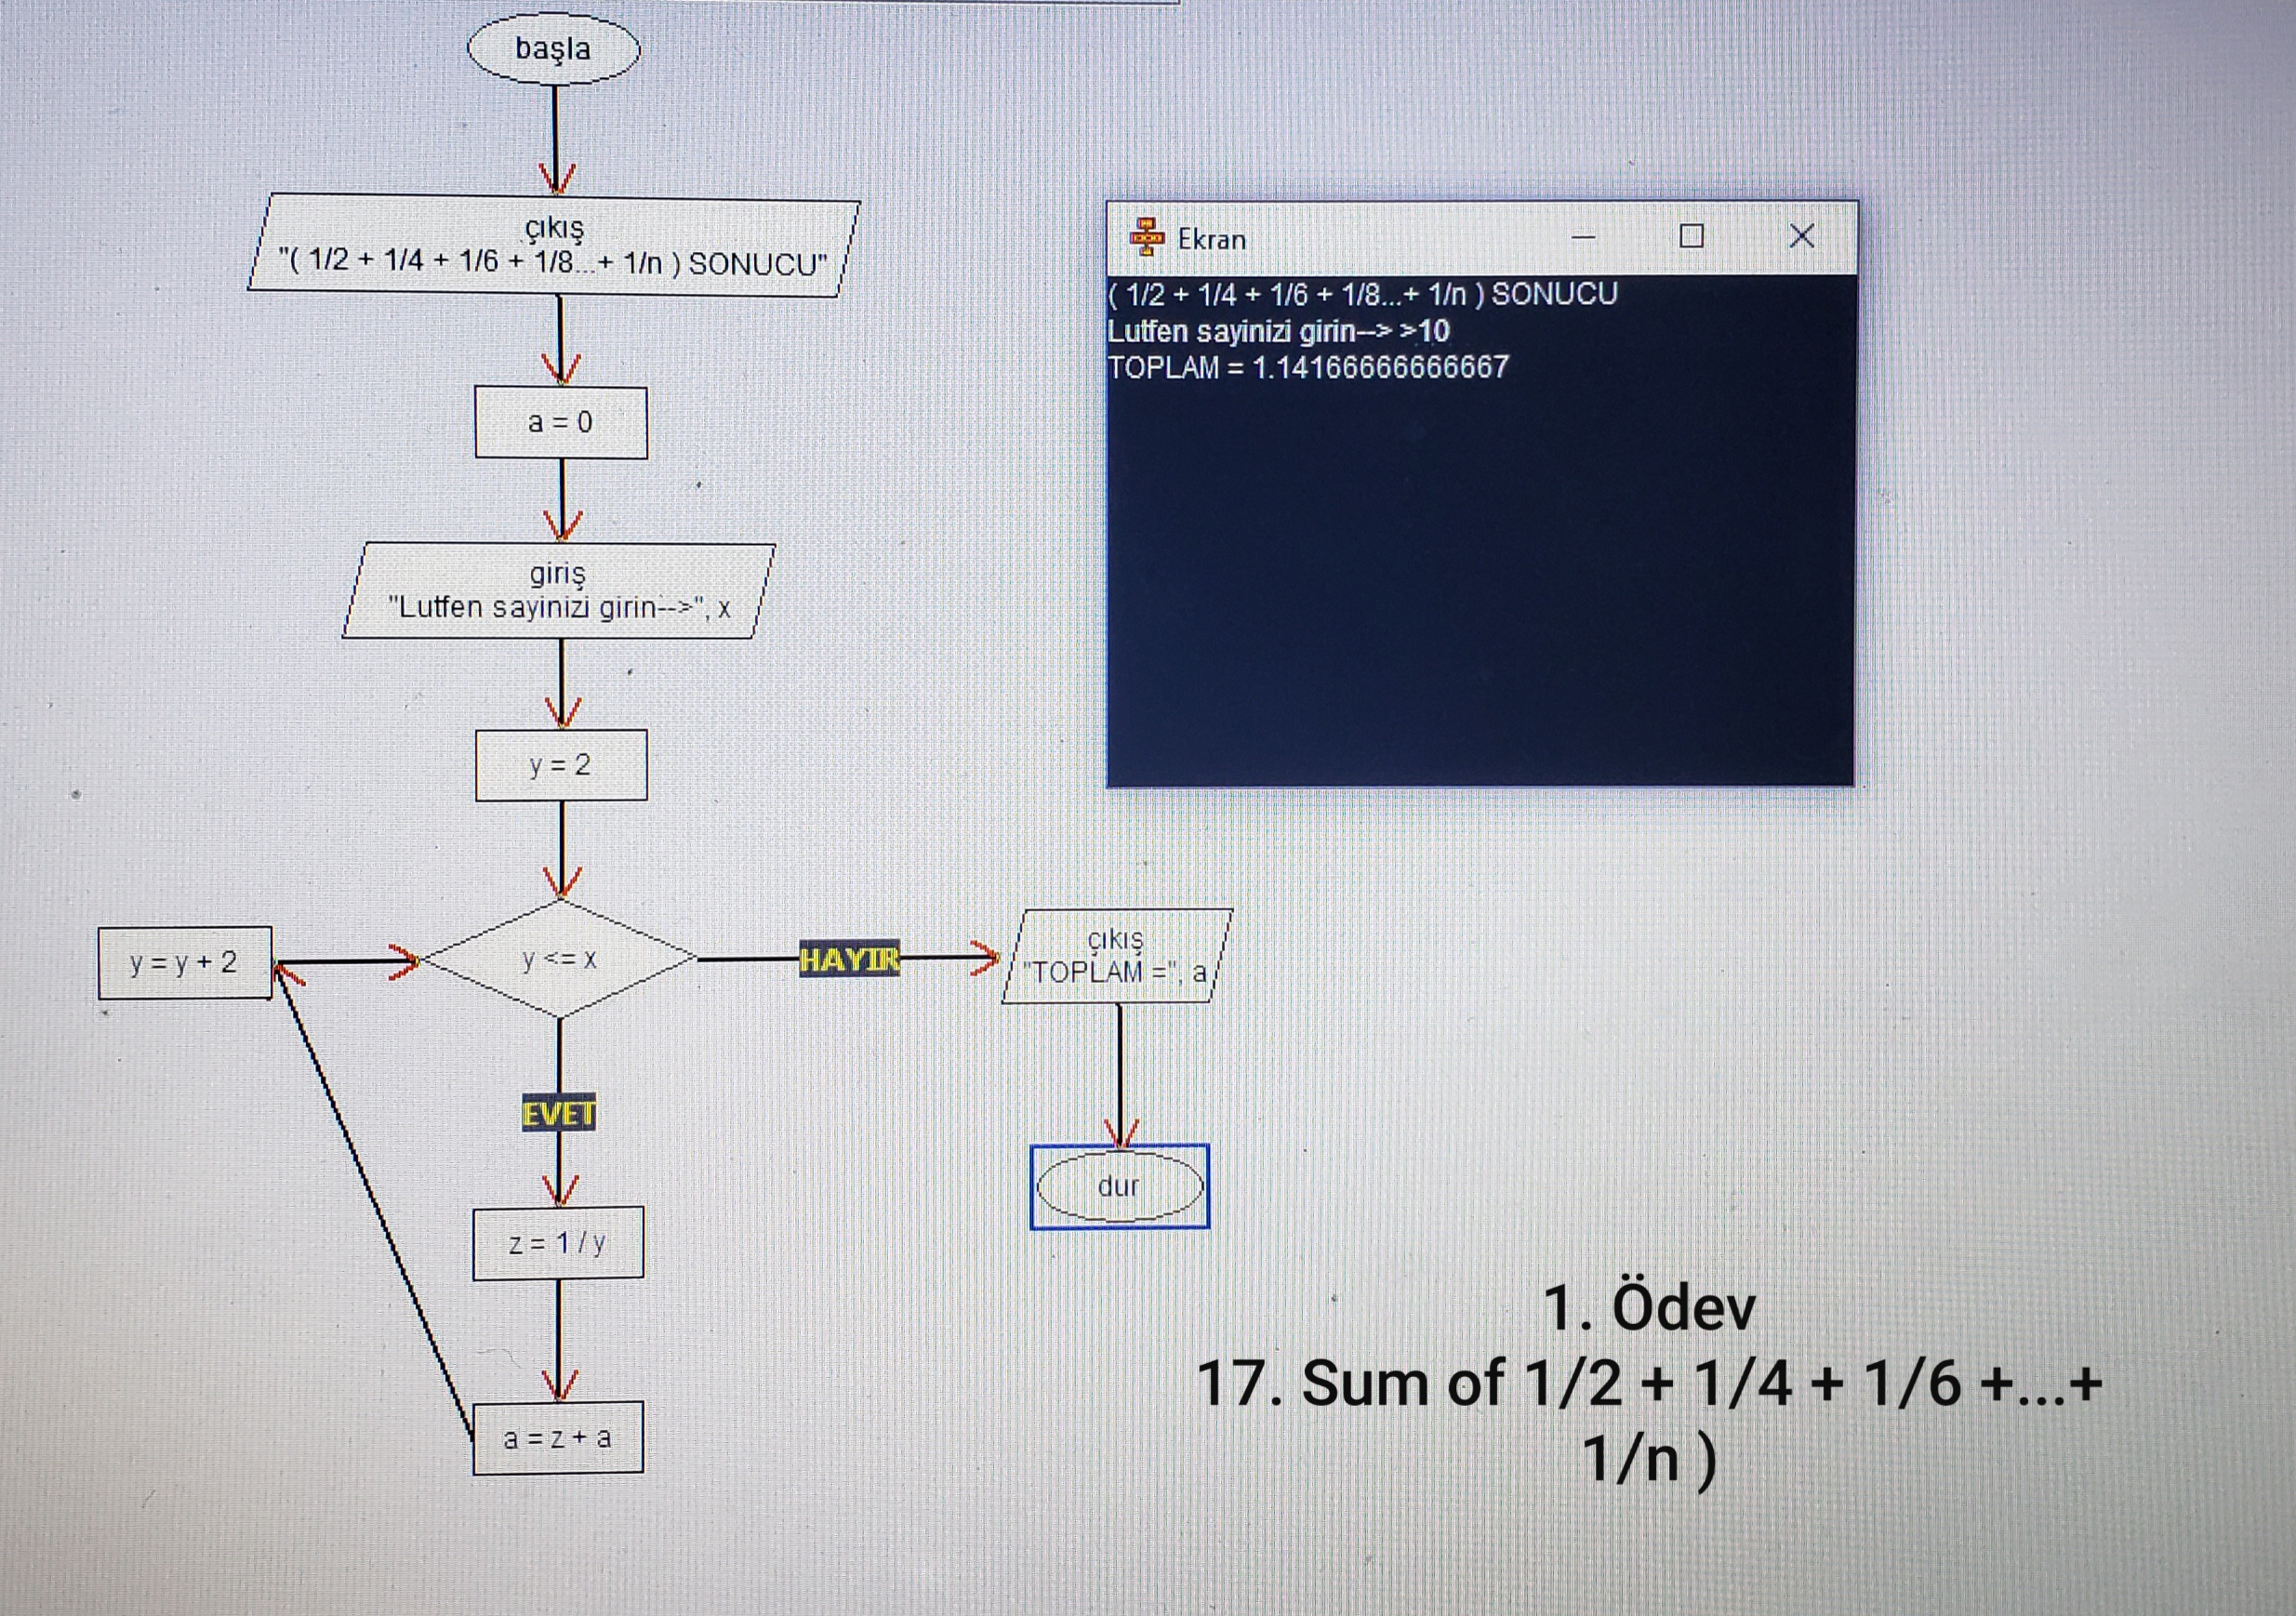 başla
çıkış
"( 1/2 + 1/4 + 1/6 + 1/8...+ 1/n ) SONUCU"
a = 0
giriş
"Lutfen sayinizi girin-->", x
y = 2
y = y + 2
y <= x
HAYIR
çıkış
"TOPLAM =", a
EVET
dur
z = 1 / y
a = z + a
Ekran
( 1/2 + 1/4 + 1/6 + 1/8...+ 1/n ) SONUCU
Lutfen sayinizi girin--> >10
TOPLAM = 1.14166666666667
1. Ödev
17. Sum of 1/2 + 1/4 + 1/6 +...+
1/n )